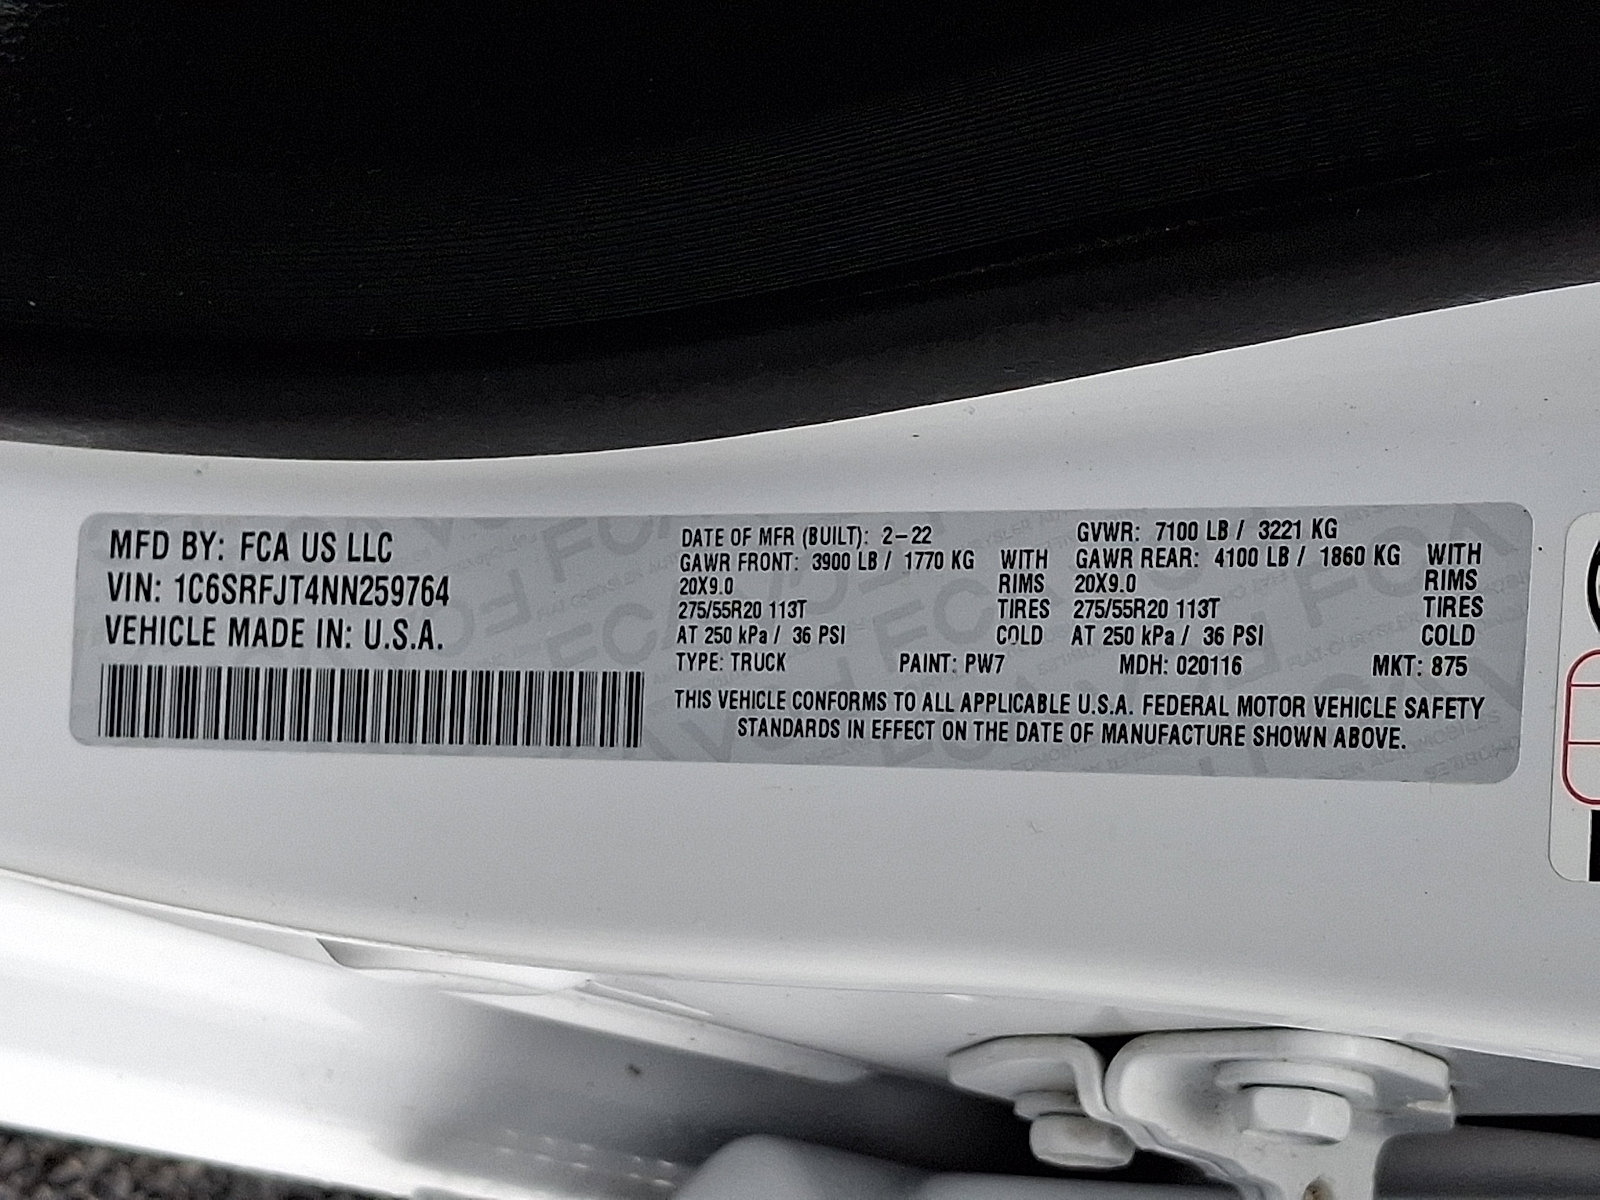 MFD BY: FCA US LLC
VIN: 1C6SRFJT4NN259764
VEHICLE MADE IN: U.S.A.
DATE OF MFR (BUILT): 2-22 GVWR: 7100 LB / 3221 KG
GAWR FRONT: 3900 LB / 1770 KG WITH GAWR REAR: 4100 LB / 1860 KG WITH
20X9.0 RIMS 20X9.0 RIMS
275/55R20 113T TIRES 275/55R20 113T TIRES
AT 250 kPa / 36 PSI COLD AT 250 kPa / 36 PSI COLD
TYPE: TRUCK PAINT: PW7 MDH: 020116 MKT: 875
THIS VEHICLE CONFORMS TO ALL APPLICABLE U.S.A. FEDERAL MOTOR VEHICLE SAFETY
STANDARDS IN EFFECT ON THE DATE OF MANUFACTURE SHOWN ABOVE.